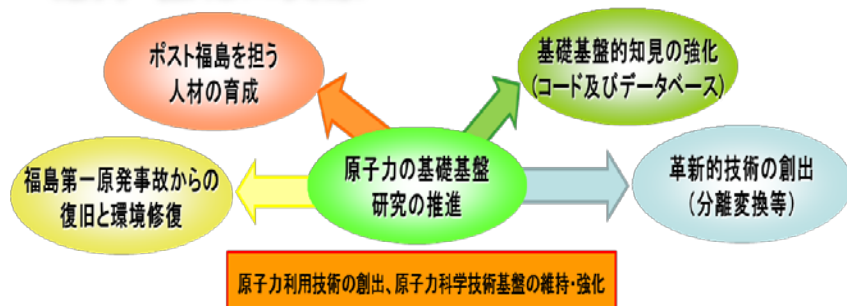 ポスト福島を担う
人材の育成
基礎基盤的知見の強化
(コード及びデータベース)
福島第一原発事故からの
復旧と環境修復
原子力の基礎基盤
研究の推進
革新的技術の創出
(分離変換等)
原子力利用技術の創出、原子力科学技術基盤の維持・強化